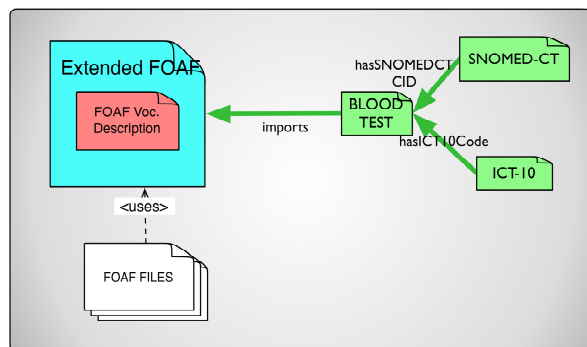 Extended FOAF
FOAF Voc.
Description
<uses>
FOAF FILES
imports
hasSNOMEDCT
CID
BLOOD
TEST
hasICT10Code
SNOMED-CT
ICT-10